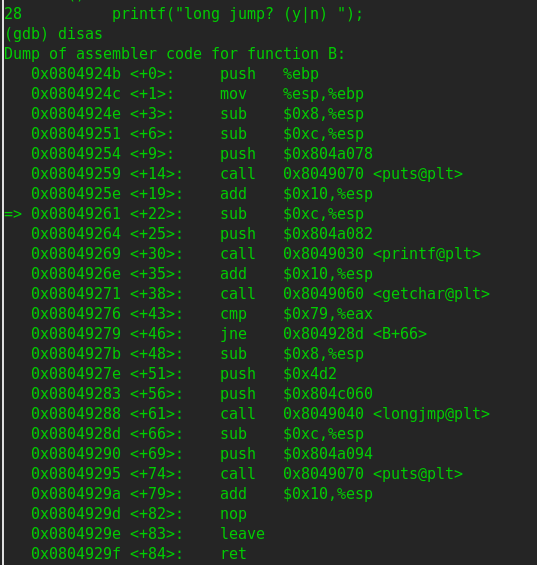 28          printf("long jump? (y|n) ");
(gdb) disas
Dump of assembler code for function B:
   0x0804924b <+0>:     push   %ebp
   0x0804924c <+1>:     mov    %esp,%ebp
   0x0804924e <+3>:     sub    $0x8,%esp
   0x08049251 <+6>:     sub    $0xc,%esp
   0x08049254 <+9>:     push   $0x804a078
   0x08049259 <+14>:    call   0x8049070 <puts@plt>
   0x0804925e <+19>:    add    $0x10,%esp
=> 0x08049261 <+22>:    sub    $0xc,%esp
   0x08049264 <+25>:    push   $0x804a082
   0x08049269 <+30>:    call   0x8049030 <printf@plt>
   0x0804926e <+35>:    add    $0x10,%esp
   0x08049271 <+38>:    call   0x8049060 <getchar@plt>
   0x08049276 <+43>:    cmp    $0x79,%eax
   0x08049279 <+46>:    jne    0x804928d <B+66>
   0x0804927b <+48>:    sub    $0x8,%esp
   0x0804927e <+51>:    push   $0x4d2
   0x08049283 <+56>:    push   $0x804c060
   0x08049288 <+61>:    call   0x8049040 <longjmp@plt>
   0x0804928d <+66>:    sub    $0xc,%esp
   0x08049290 <+69>:    push   $0x804a094
   0x08049295 <+74>:    call   0x8049070 <puts@plt>
   0x0804929a <+79>:    add    $0x10,%esp
   0x0804929d <+82>:    nop
   0x0804929e <+83>:    leave
   0x0804929f <+84>:    ret